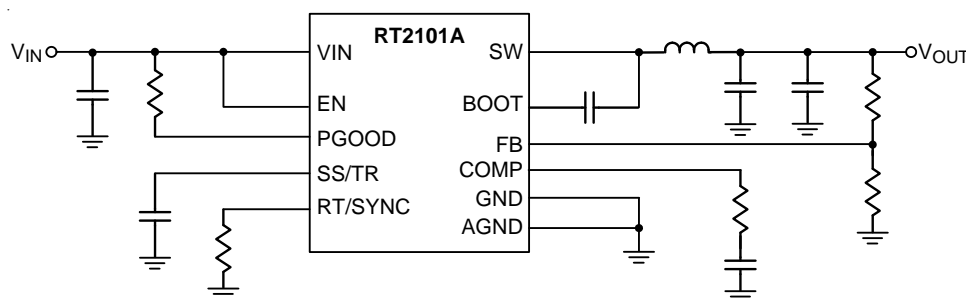 RT2101A
VIN
VIN
SW
VOUT
EN
BOOT
PGOOD
FB
SS/TR
COMP
RT/SYNC
GND
AGND